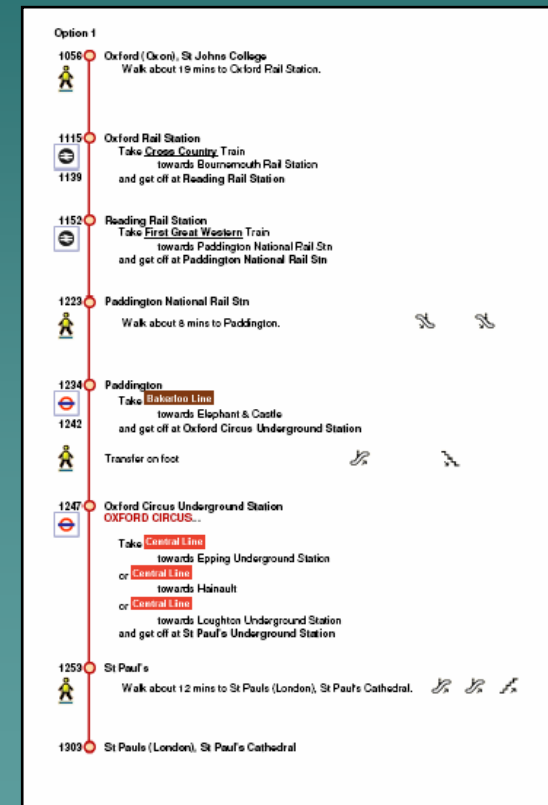 Option 1
1056 Oxford (Oxon), St Johns College
Walk about 19 mins to Oxford Rail Station.
1115 Oxford Rail Station
Take Cross Country Train
towards Bournemouth Rail Station
1139 and get off at Reading Rail Station
1152 Reading Rail Station
Take First Great Western Train
towards Paddington National Rail Stn
and get off at Paddington National Rail Stn
1223 Paddington National Rail Stn
Walk about 8 mins to Paddington.
1234 Paddington
Take Bakerloo Line
towards Elephant & Castle
1242 and get off at Oxford Circus Underground Station
Transfer on foot
1247 Oxford Circus Underground Station
OXFORD CIRCUS...
Take Central Line
towards Epping Underground Station
or Central Line
towards Hainault
or Central Line
towards Loughton Underground Station
and get off at St Paul's Underground Station
1253 St Paul's
Walk about 12 mins to St Pauls (London), St Paul's Cathedral.
1303 St Pauls (London), St Paul's Cathedral